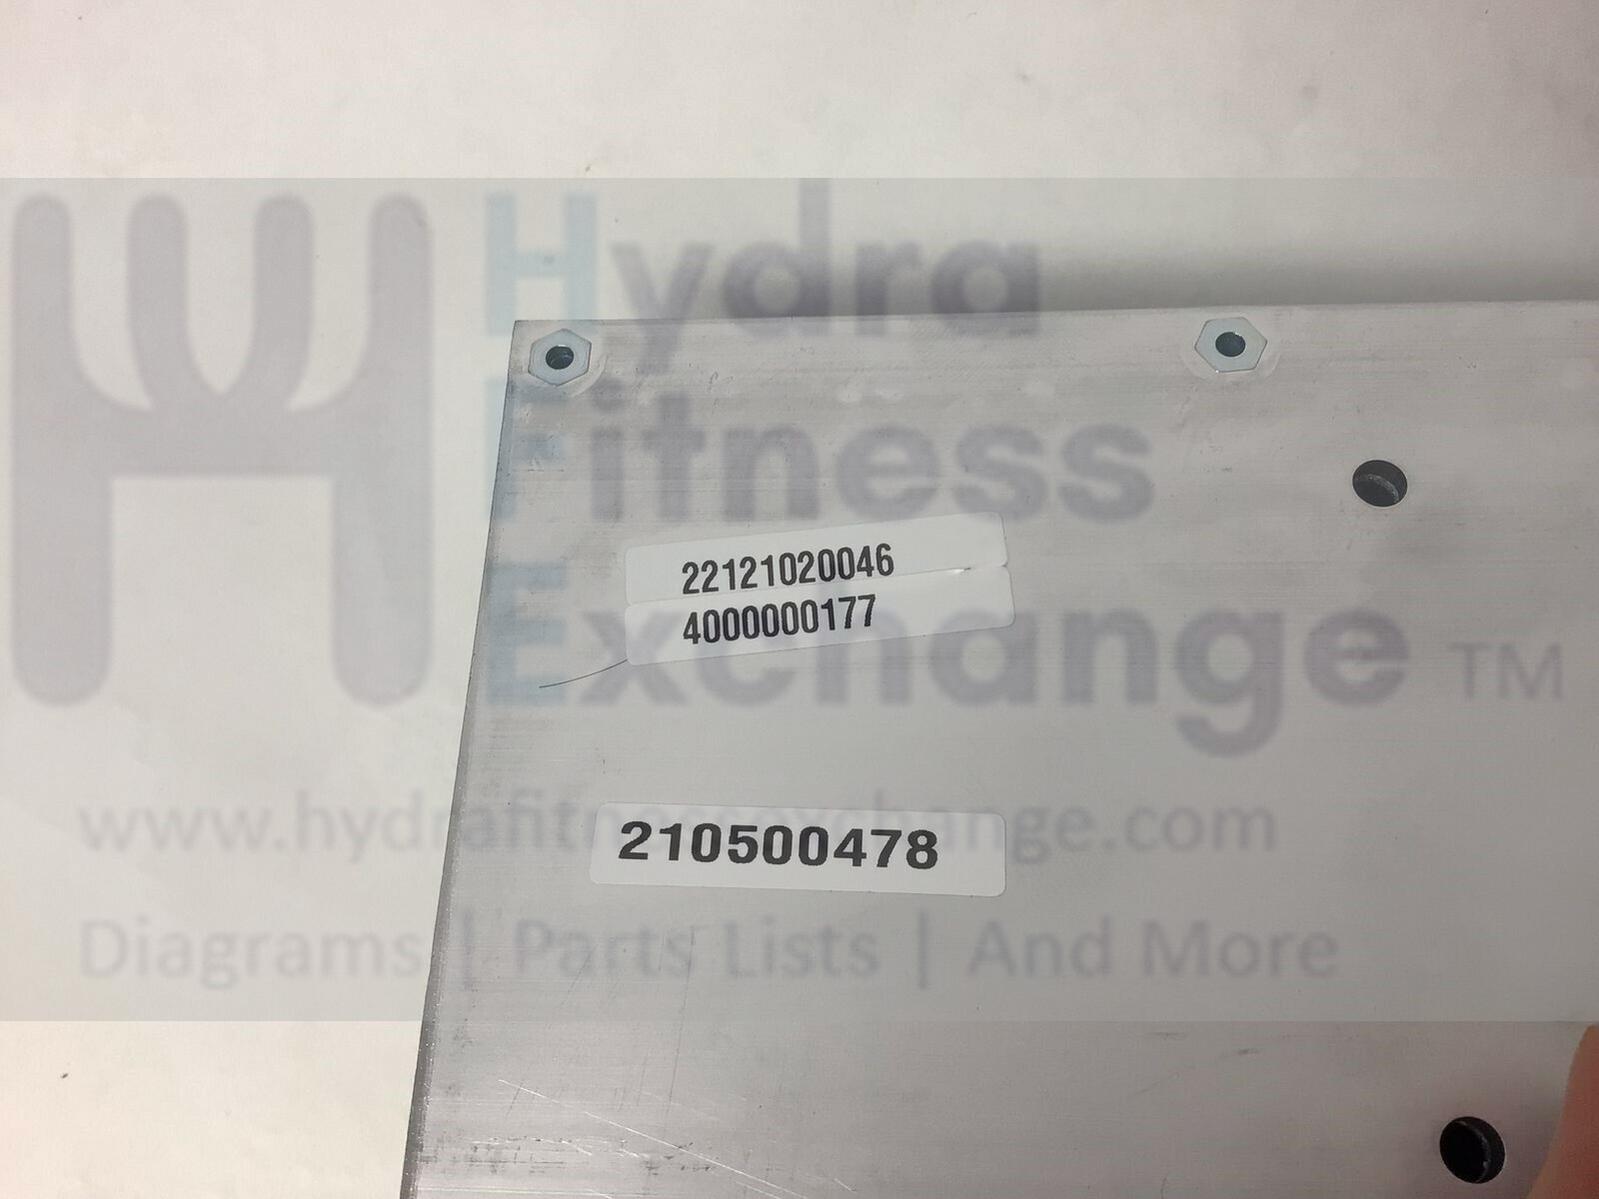 Hydra
Fitness
Exchange TM
22121020046
4000000177
www.hydrafitnessexchange.com
210500478
Diagrams | Parts Lists | And More